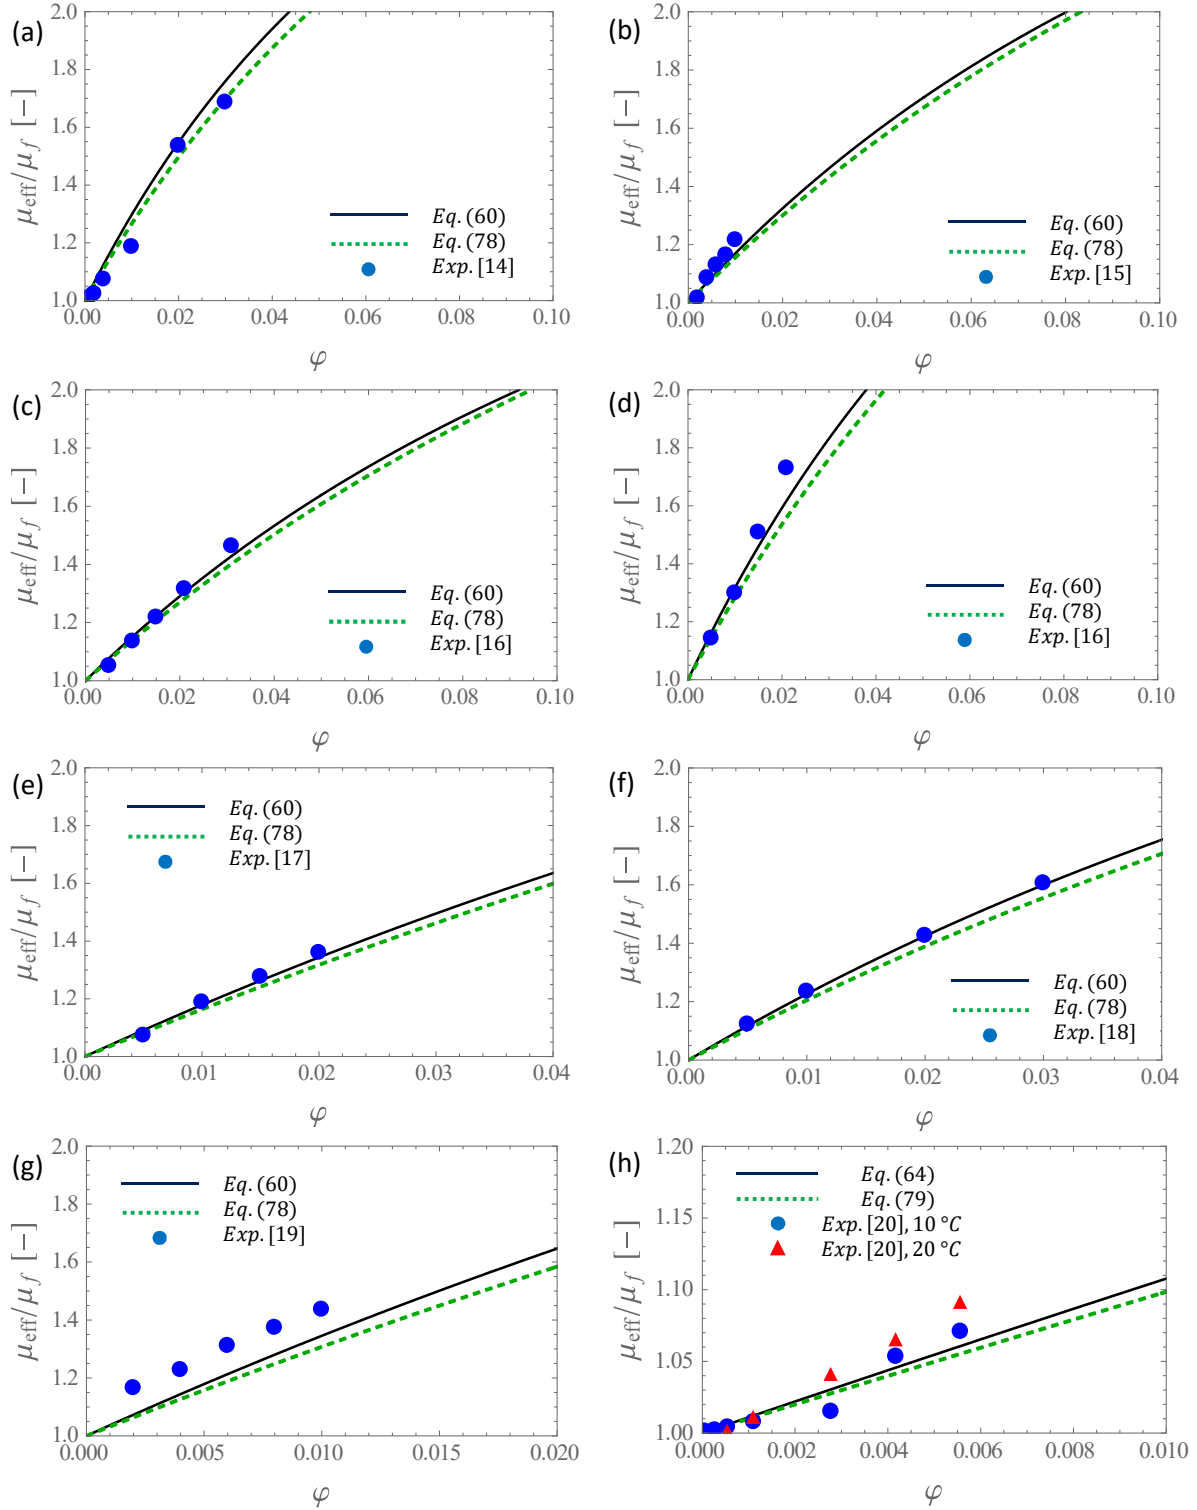 (a)
μeff/μf [−]
2.0
1.8
1.6
1.4
1.2
1.0
Eq. (60)
Eq. (78)
Exp. [14]
0.00 0.02 0.04 0.06 0.08 0.10
φ
(b)
μeff/μf [−]
2.0
1.8
1.6
1.4
1.2
1.0
Eq. (60)
Eq. (78)
Exp. [15]
0.00 0.02 0.04 0.06 0.08 0.10
φ
(c)
μeff/μf [−]
2.0
1.8
1.6
1.4
1.2
1.0
Eq. (60)
Eq. (78)
Exp. [16]
0.00 0.02 0.04 0.06 0.08 0.10
φ
(d)
μeff/μf [−]
2.0
1.8
1.6
1.4
1.2
1.0
Eq. (60)
Eq. (78)
Exp. [16]
0.00 0.02 0.04 0.06 0.08 0.10
φ
(e)
μeff/μf [−]
2.0
1.8
1.6
1.4
1.2
1.0
Eq. (60)
Eq. (78)
Exp. [17]
0.00 0.01 0.02 0.03 0.04
φ
(f)
μeff/μf [−]
2.0
1.8
1.6
1.4
1.2
1.0
Eq. (60)
Eq. (78)
Exp. [18]
0.00 0.01 0.02 0.03 0.04
φ
(g)
μeff/μf [−]
2.0
1.8
1.6
1.4
1.2
1.0
Eq. (60)
Eq. (78)
Exp. [19]
0.000 0.005 0.010 0.015 0.020
φ
(h)
μeff/μf [−]
1.20
1.15
1.10
1.05
1.00
Eq. (64)
Eq. (79)
Exp. [20], 10 °C
Exp. [20], 20 °C
0.000 0.002 0.004 0.006 0.008 0.010
φ